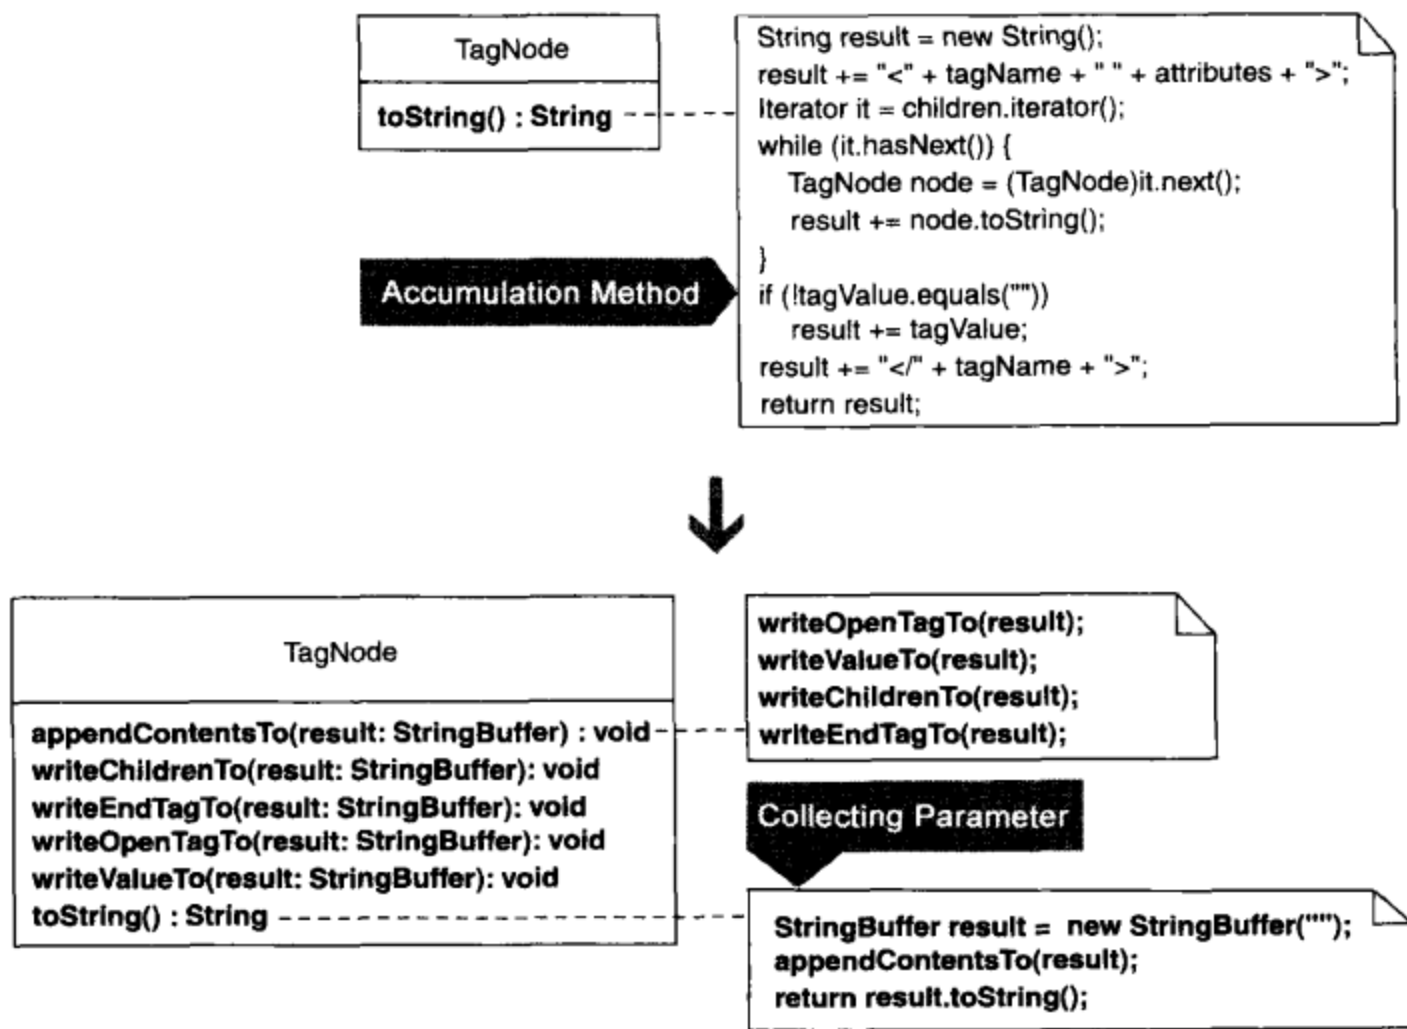 TagNode
toString() : String
String result = new String();
result += "<" + tagName + " " + attributes + ">";
Iterator it = children.iterator();
while (it.hasNext()) {
TagNode node = (TagNode)it.next();
result += node.toString();
}
if (!tagValue.equals(""))
result += tagValue;
result += "</" + tagName + ">";
return result;
Accumulation Method
TagNode
appendContentsTo(result: StringBuffer) : void
writeChildrenTo(result: StringBuffer): void
writeEndTagTo(result: StringBuffer): void
writeOpenTagTo(result: StringBuffer): void
writeValueTo(result: StringBuffer): void
toString() : String
writeOpenTagTo(result);
writeValueTo(result);
writeChildrenTo(result);
writeEndTagTo(result);
Collecting Parameter
StringBuffer result = new StringBuffer("");
appendContentsTo(result);
return result.toString();